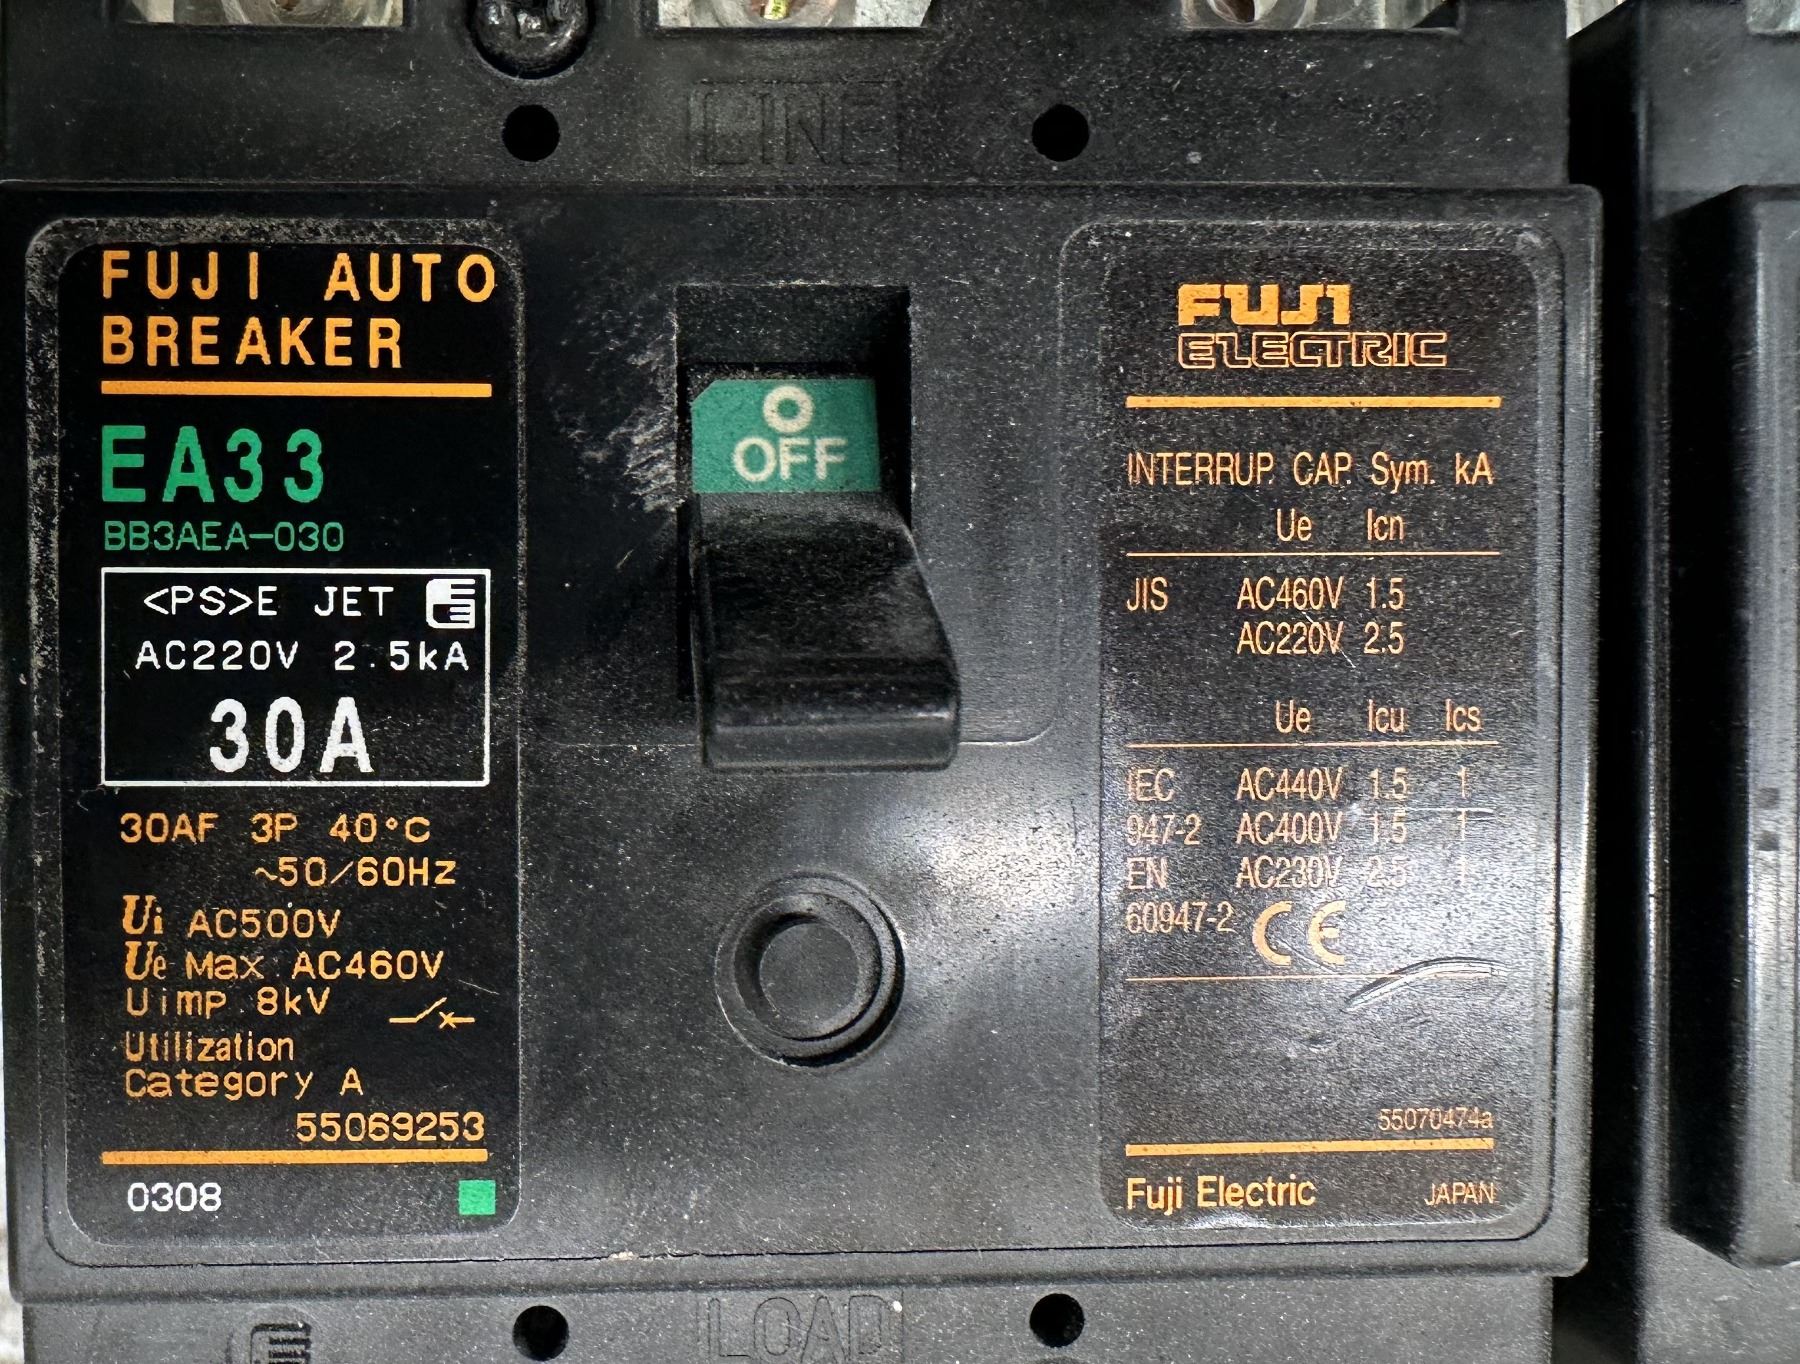 LINE
FUJI AUTO
BREAKER
EA33
BB3AEA-030
<PS>E JET
AC220V 2.5kA
30A
30AF 3P 40°C
~50/60Hz
Ui AC500V
Ue Max. AC460V
Uimp. 8kV
Utilization
Category A
55069253
0308
O
OFF
FUJI
ELECTRIC
INTERRUP. CAP. Sym. kA
Ue Icn
JIS AC460V 1.5
AC220V 2.5
Ue Icu Ics
IEC AC440V 1.5 1
947-2 AC400V 1.5 1
EN AC230V 2.5 1
60947-2 CE
55070474a
Fuji Electric JAPAN
LOAD